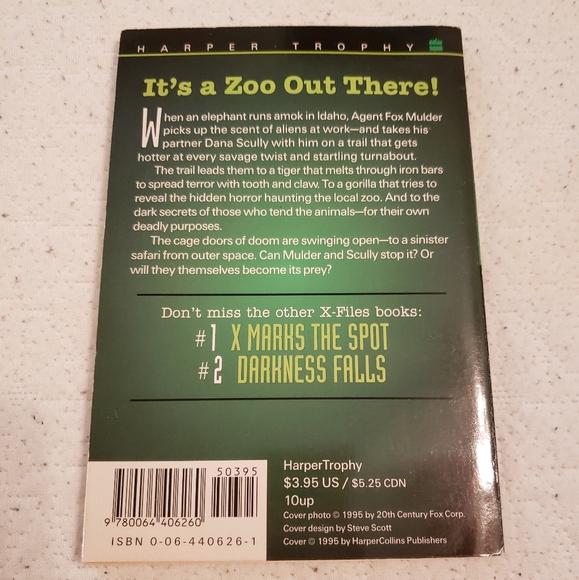 HARPER TROPHY
It's a Zoo Out There!
When an elephant runs amok in Idaho, Agent Fox Mulder
picks up the scent of aliens at work—and takes his
partner Dana Scully with him on a trail that gets
hotter at every savage twist and startling turnabout.
The trail leads them to a tiger that melts through iron bars
to spread terror with tooth and claw. To a gorilla that tries to
reveal the hidden horror haunting the local zoo. And to the
dark secrets of those who tend the animals—for their own
deadly purposes.
The cage doors of doom are swinging open—to a sinister
safari from outer space. Can Mulder and Scully stop it? Or
will they themselves become its prey?
Don't miss the other X-Files books:
#1 X MARKS THE SPOT
#2 DARKNESS FALLS
50395
9 780064 406260
ISBN 0-06-440626-1
HarperTrophy
$3.95 US / $5.25 CDN
10up
Cover photo © 1995 by 20th Century Fox Corp.
Cover design by Steve Scott
Cover © 1995 by HarperCollins Publishers